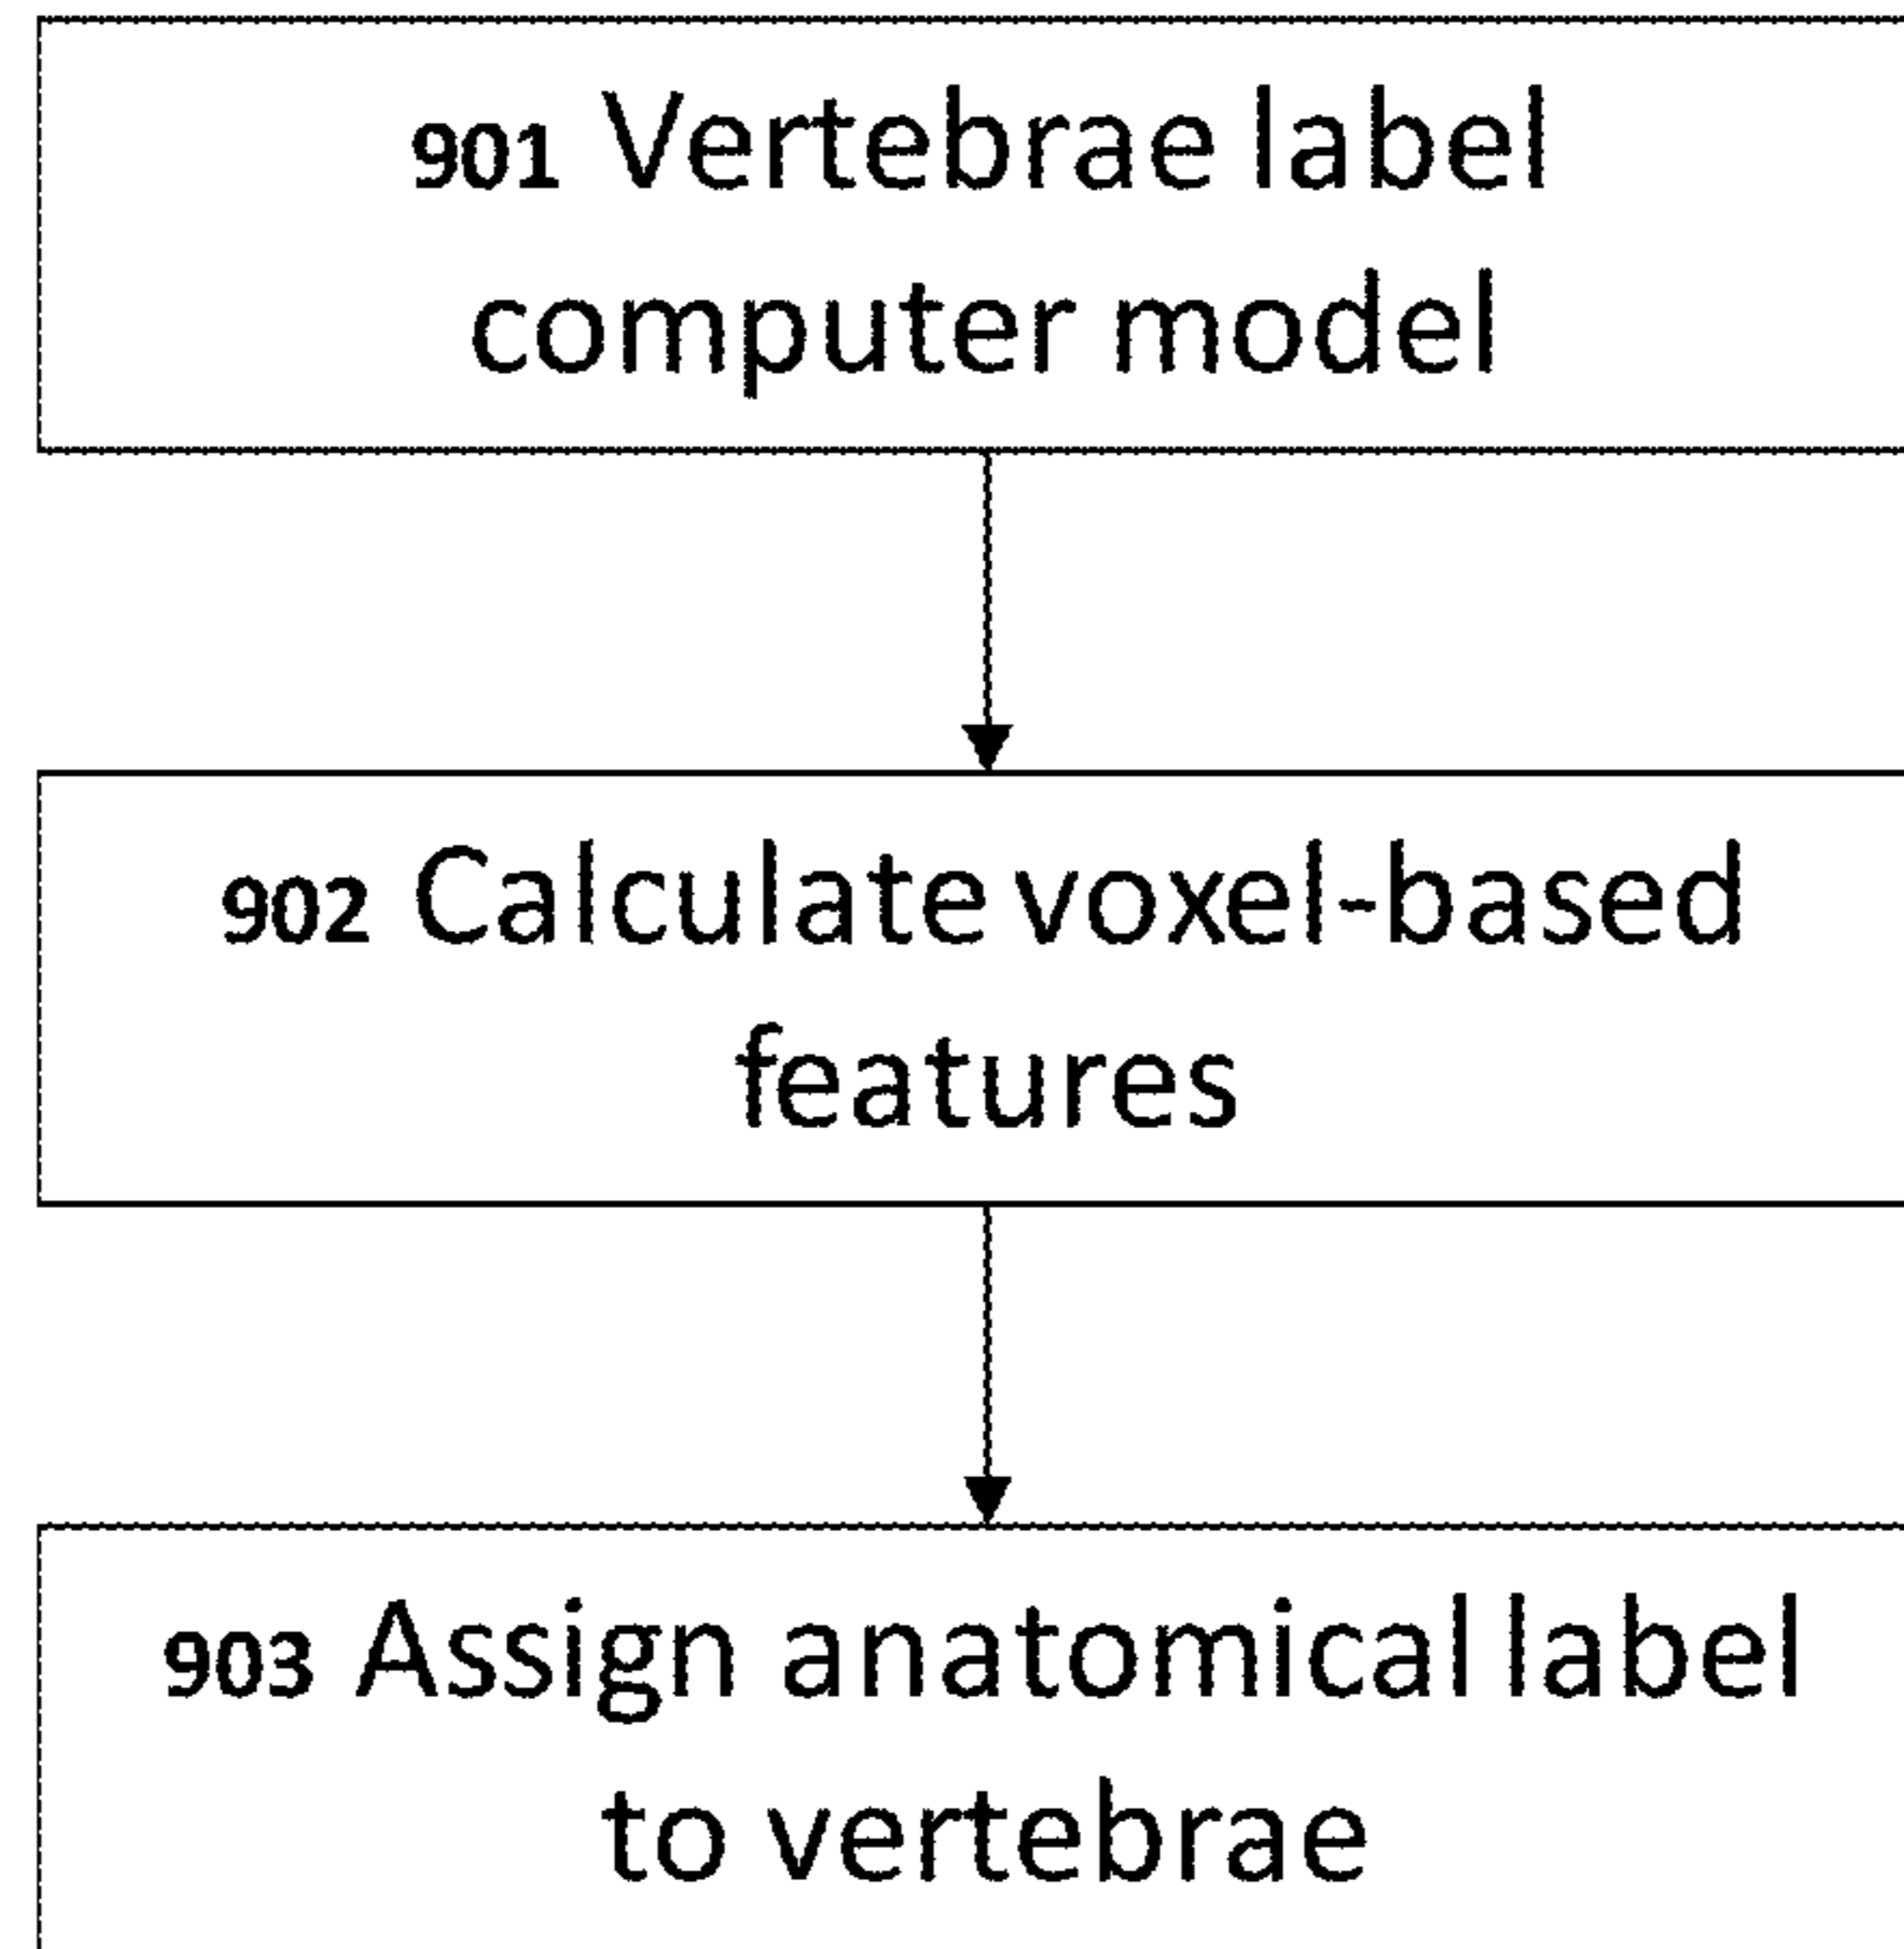 901 Vertebrae label
computer model
902 Calculate voxel-based
features
903 Assign anatomical label
to vertebrae